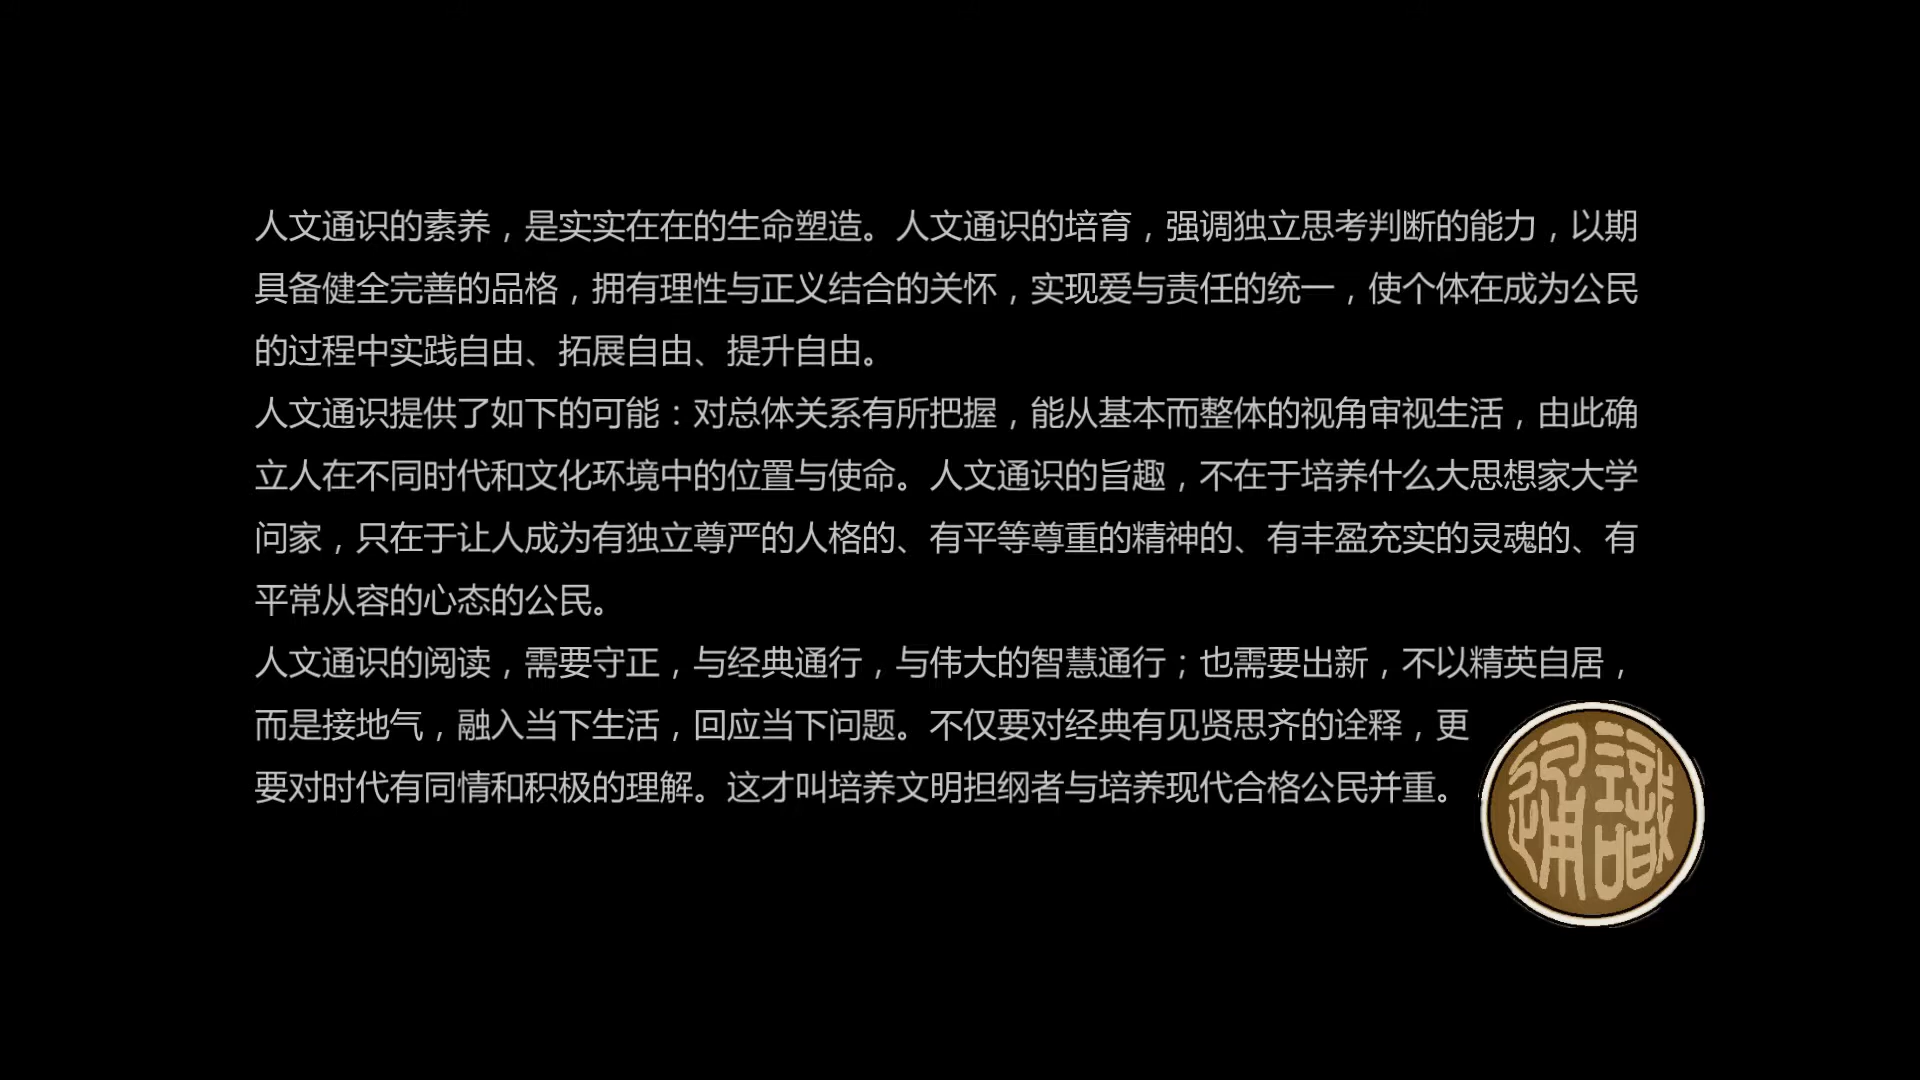 人文通识的素养，是实实在在的生命塑造。人文通识的培育，强调独立思考判断的能力，以期
具备健全完善的品格，拥有理性与正义结合的关怀，实现爱与责任的统一，使个体在成为公民
的过程中实践自由、拓展自由、提升自由。
人文通识提供了如下的可能：对总体关系有所把握，能从基本而整体的视角审视生活，由此确
立人在不同时代和文化环境中的位置与使命。人文通识的旨趣，不在于培养什么大思想家大学
问家，只在于让人成为有独立尊严的人格的、有平等尊重的精神的、有丰盈充实的灵魂的、有
平常从容的心态的公民。
人文通识的阅读，需要守正，与经典通行，与伟大的智慧通行；也需要出新，不以精英自居，
而是接地气，融入当下生活，回应当下问题。不仅要对经典有见贤思齐的诠释，更
要对时代有同情和积极的理解。这才叫培养文明担纲者与培养现代合格公民并重。
通識